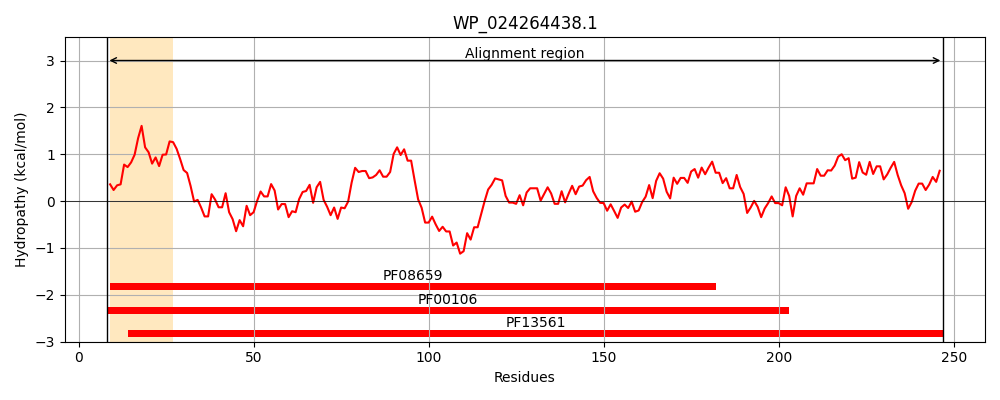 WP_024264438.1
Hydropathy (kcal/mol)
3
2
1
0
−1
−2
−3
Alignment region
PF08659
PF00106
PF13561
0
50
100
150
200
250
Residues